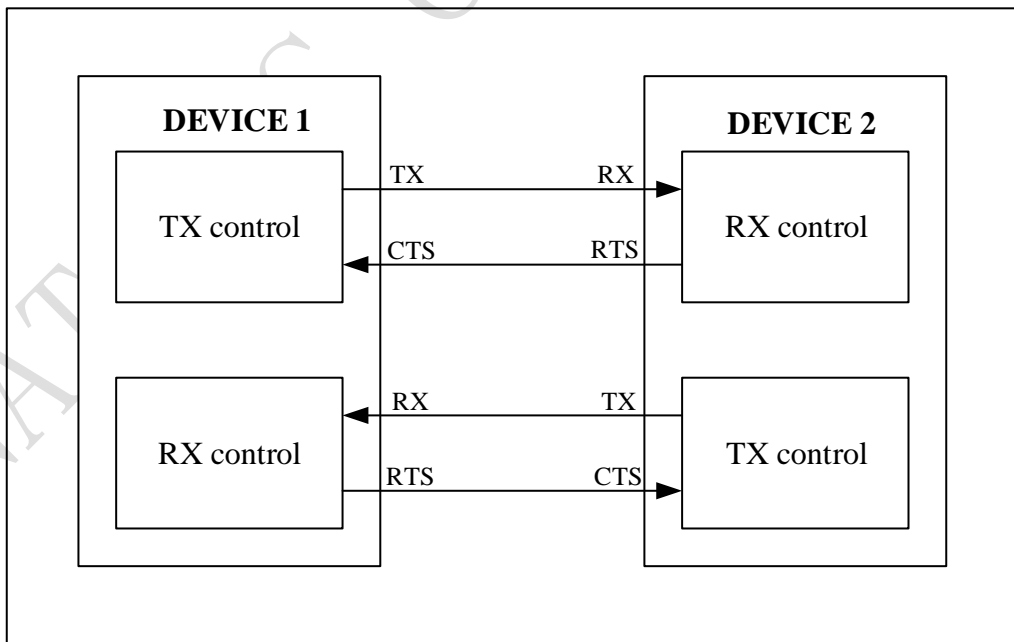 DEVICE 1
DEVICE 2
TX control
TX
RX
RX control
CTS
RTS
RX control
RX
TX
TX control
RTS
CTS